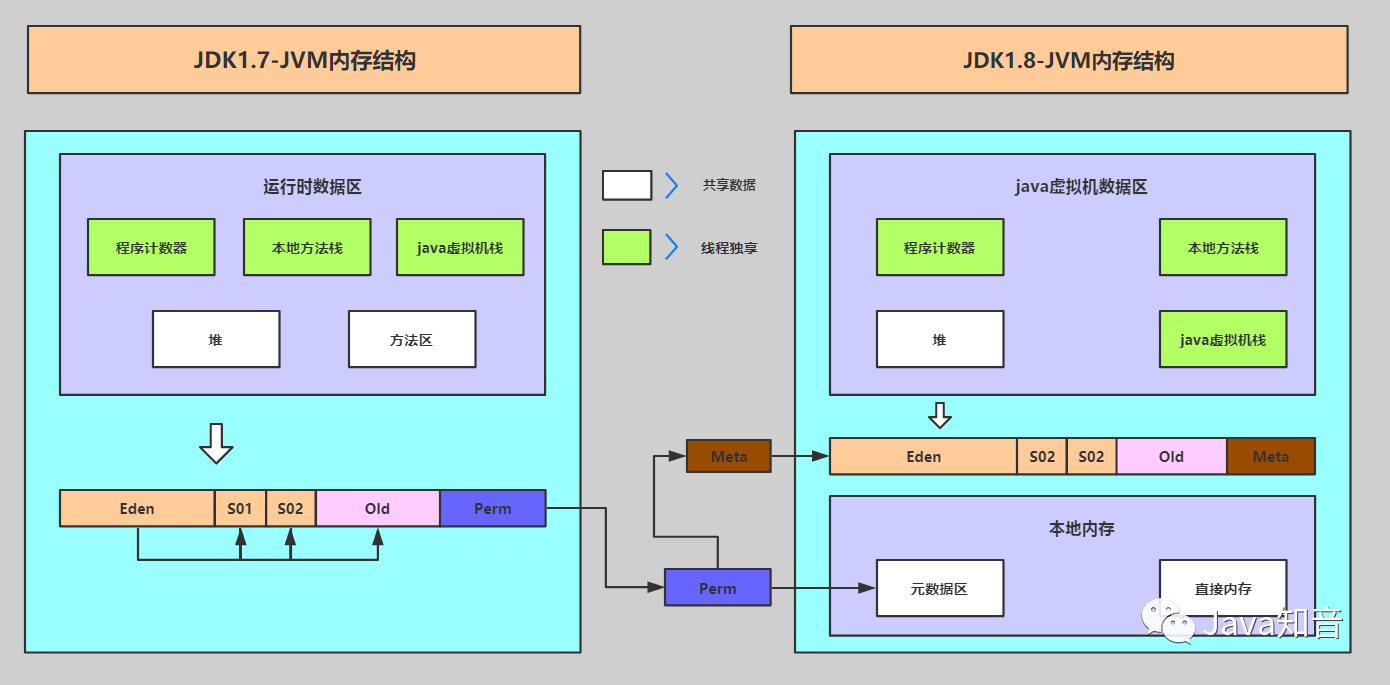 JDK1.7-JVM内存结构
运行时数据区
程序计数器
本地方法栈
java虚拟机栈
堆
方法区
Eden
S01
S02
Old
Perm
共享数据
线程独享
Meta
Perm
JDK1.8-JVM内存结构
java虚拟机数据区
程序计数器
本地方法栈
堆
java虚拟机栈
Eden
S02
S02
Old
Meta
本地内存
元数据区
直接内存
Java知音